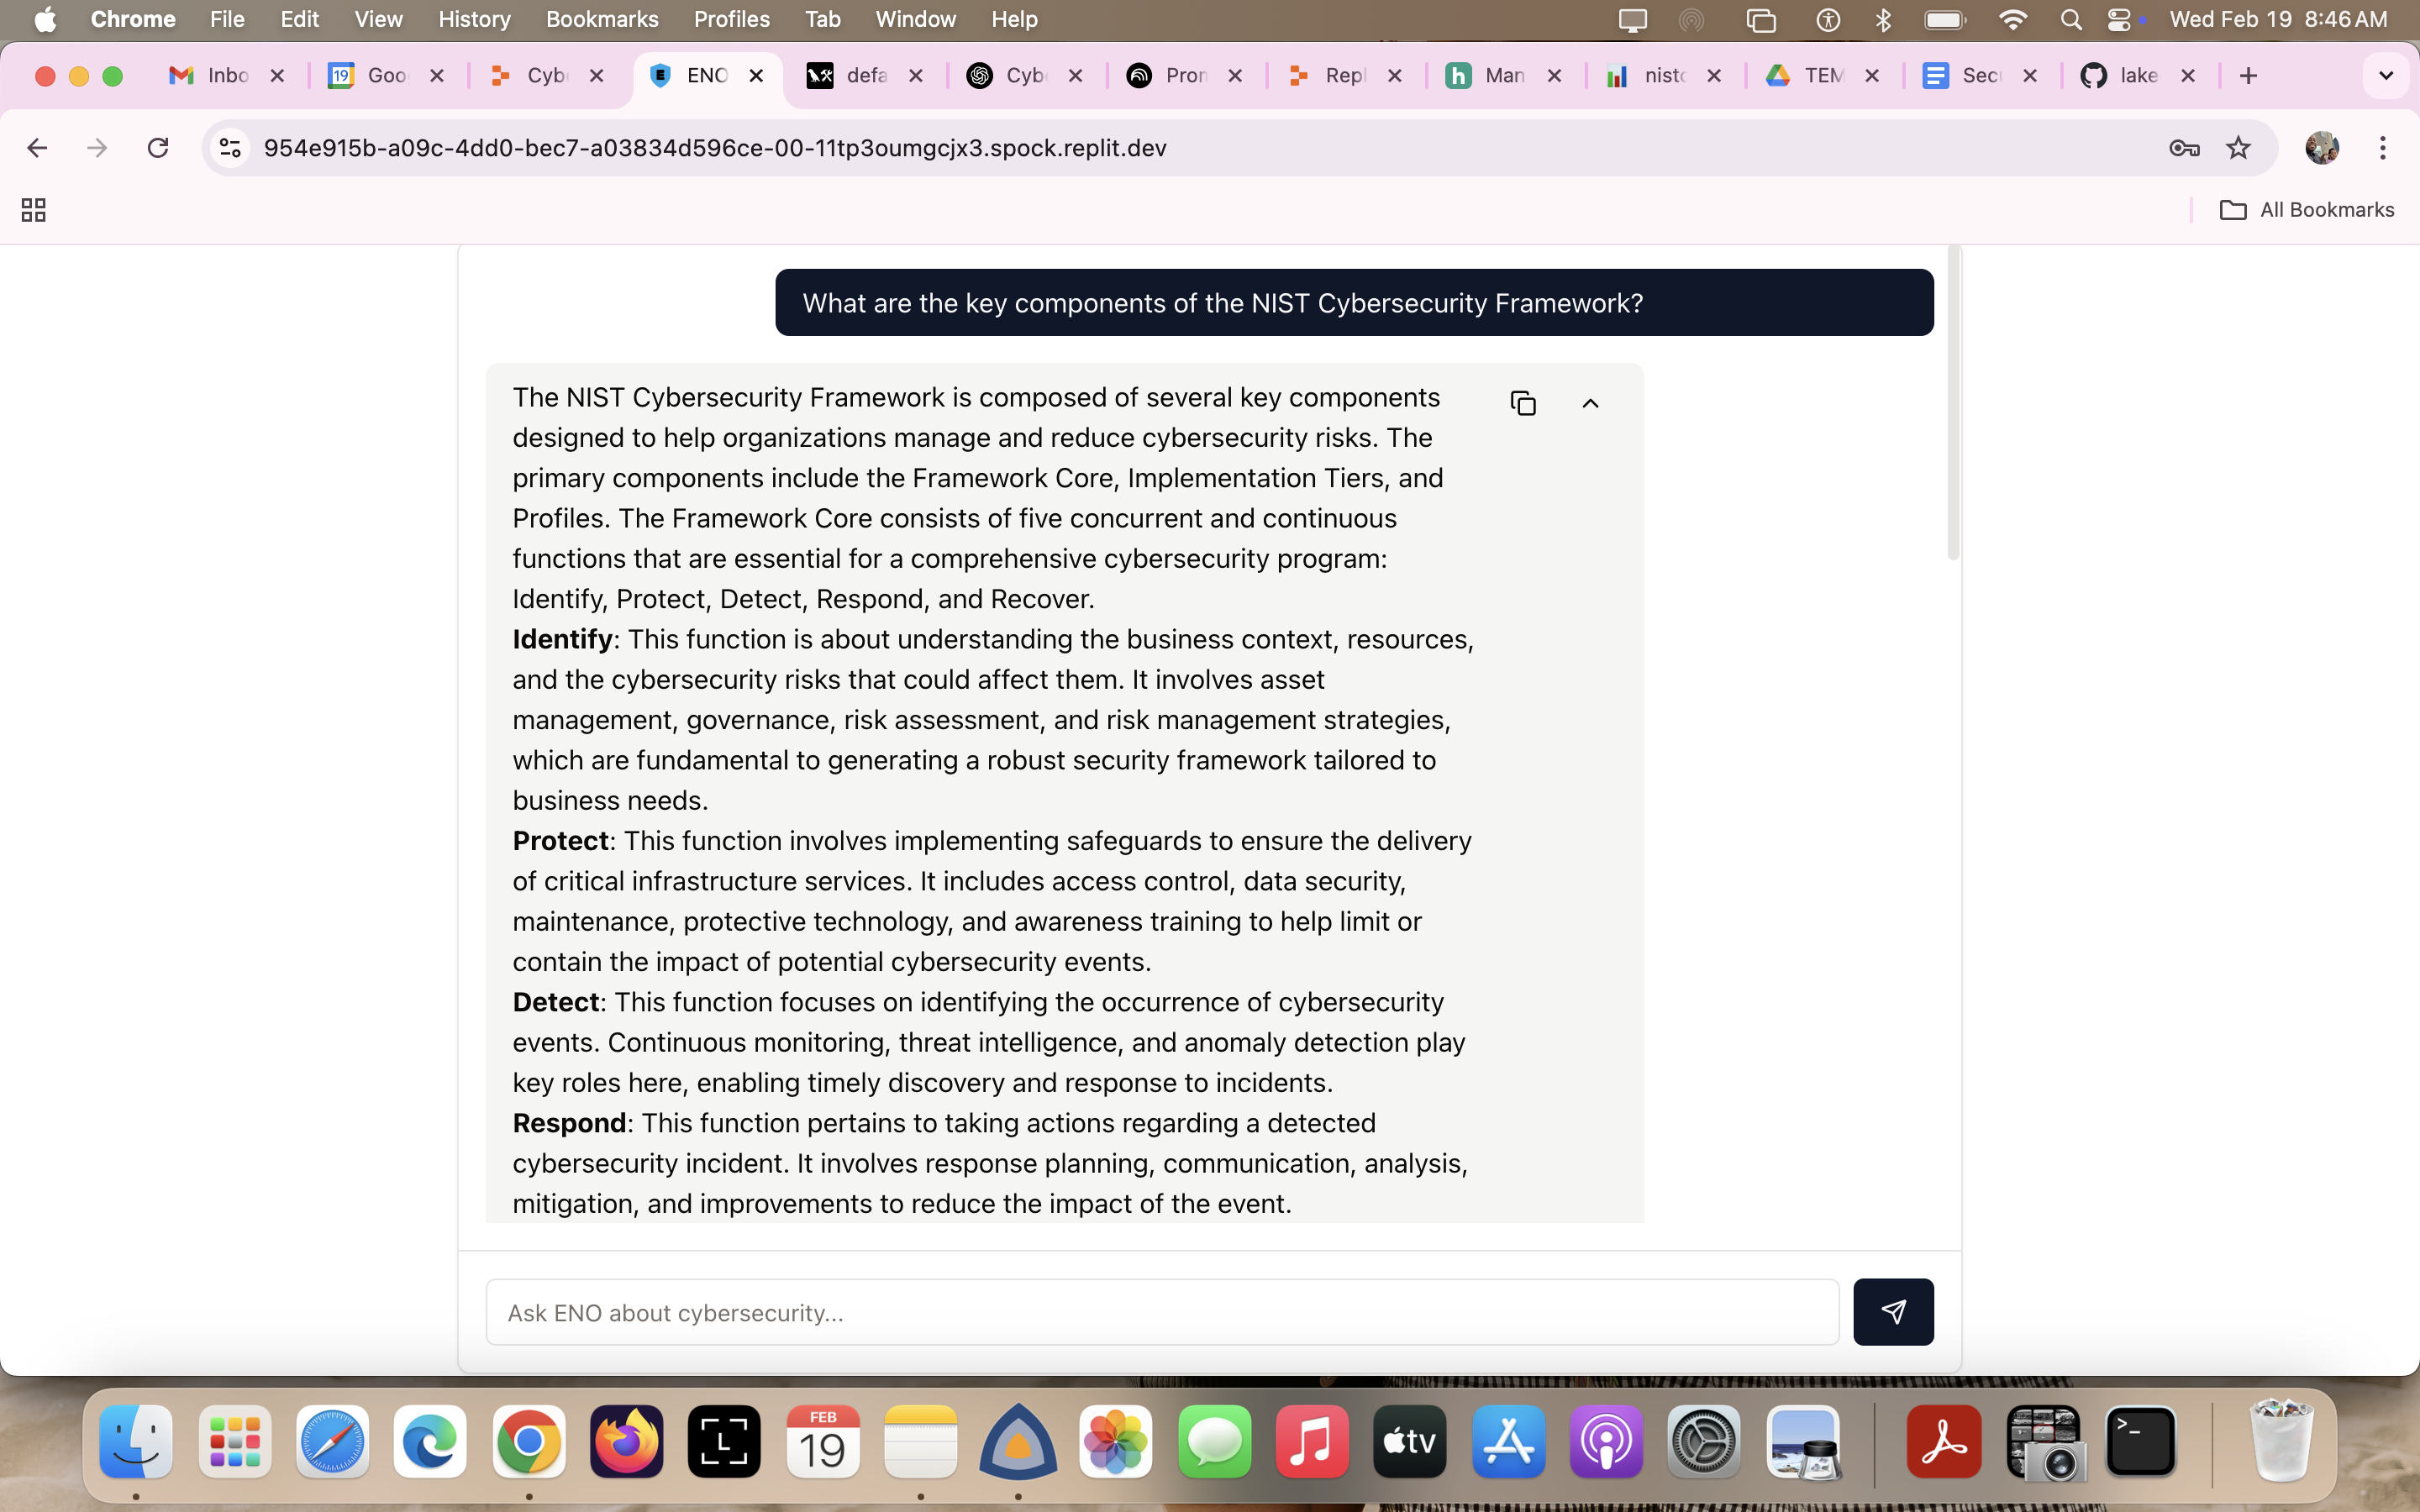 Chrome File Edit View History Bookmarks Profiles Tab Window Help Wed Feb 19 8:46 AM
Inbo 19 Goo Cyb E ENO defa Cyb Pron Repl h Man nist TEM Sec lake
954e915b-a09c-4dd0-bec7-a03834d596ce-00-11tp3oumgcjx3.spock.replit.dev
All Bookmarks
What are the key components of the NIST Cybersecurity Framework?
The NIST Cybersecurity Framework is composed of several key components
designed to help organizations manage and reduce cybersecurity risks. The
primary components include the Framework Core, Implementation Tiers, and
Profiles. The Framework Core consists of five concurrent and continuous
functions that are essential for a comprehensive cybersecurity program:
Identify, Protect, Detect, Respond, and Recover.
Identify: This function is about understanding the business context, resources,
and the cybersecurity risks that could affect them. It involves asset
management, governance, risk assessment, and risk management strategies,
which are fundamental to generating a robust security framework tailored to
business needs.
Protect: This function involves implementing safeguards to ensure the delivery
of critical infrastructure services. It includes access control, data security,
maintenance, protective technology, and awareness training to help limit or
contain the impact of potential cybersecurity events.
Detect: This function focuses on identifying the occurrence of cybersecurity
events. Continuous monitoring, threat intelligence, and anomaly detection play
key roles here, enabling timely discovery and response to incidents.
Respond: This function pertains to taking actions regarding a detected
cybersecurity incident. It involves response planning, communication, analysis,
mitigation, and improvements to reduce the impact of the event.
Ask ENO about cybersecurity...
L FEB tv
19